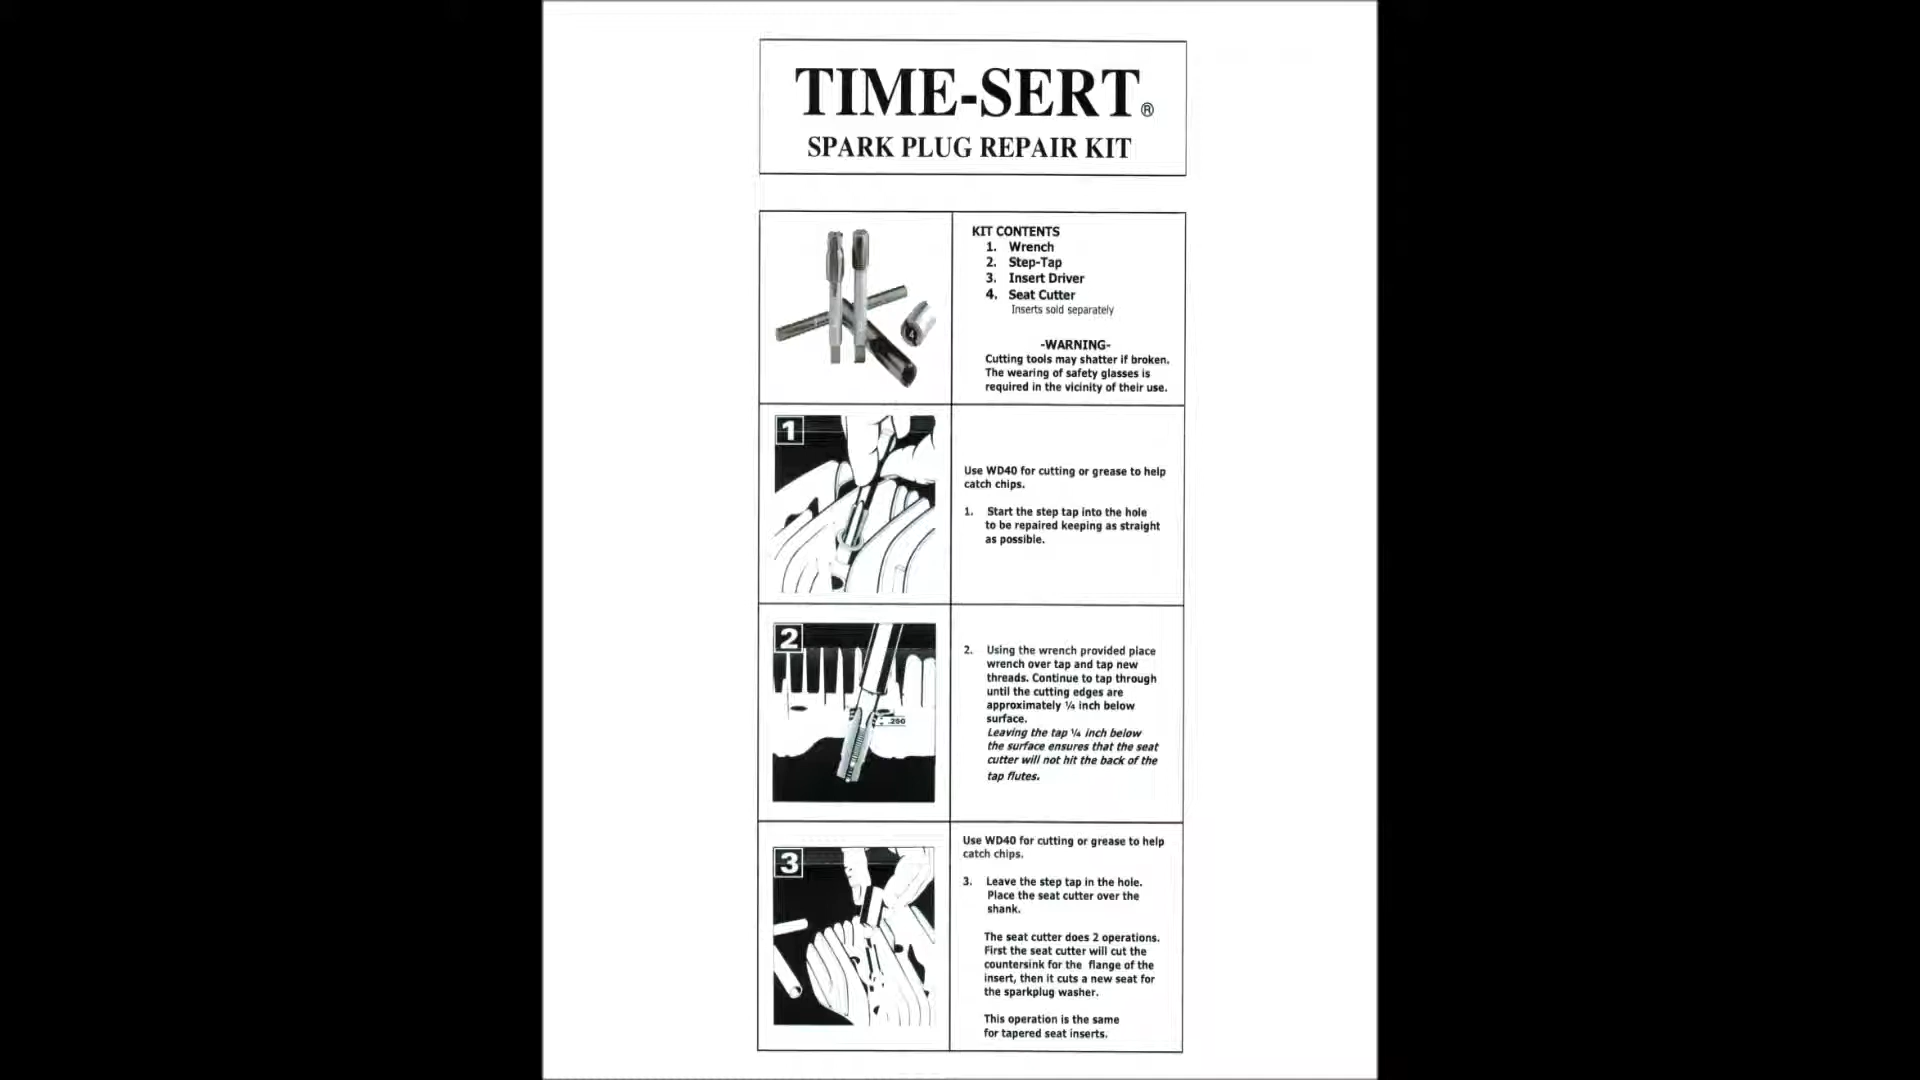 TIME-SERT®
SPARK PLUG REPAIR KIT
KIT CONTENTS
1. Wrench
2. Step-Tap
3. Insert Driver
4. Seat Cutter
Inserts sold separately
-WARNING-
Cutting tools may shatter if broken.
The wearing of safety glasses is
required in the vicinity of their use.
1
Use WD40 for cutting or grease to help
catch chips.
1. Start the step tap into the hole
to be repaired keeping as straight
as possible.
2
.250
2. Using the wrench provided place
wrench over tap and tap new
threads. Continue to tap through
until the cutting edges are
approximately ¼ inch below
surface.
Leaving the tap ¼ inch below
the surface ensures that the seat
cutter will not hit the back of the
tap flutes.
3
Use WD40 for cutting or grease to help
catch chips.
3. Leave the step tap in the hole.
Place the seat cutter over the
shank.
The seat cutter does 2 operations.
First the seat cutter will cut the
countersink for the flange of the
insert, then it cuts a new seat for
the sparkplug washer.
This operation is the same
for tapered seat inserts.